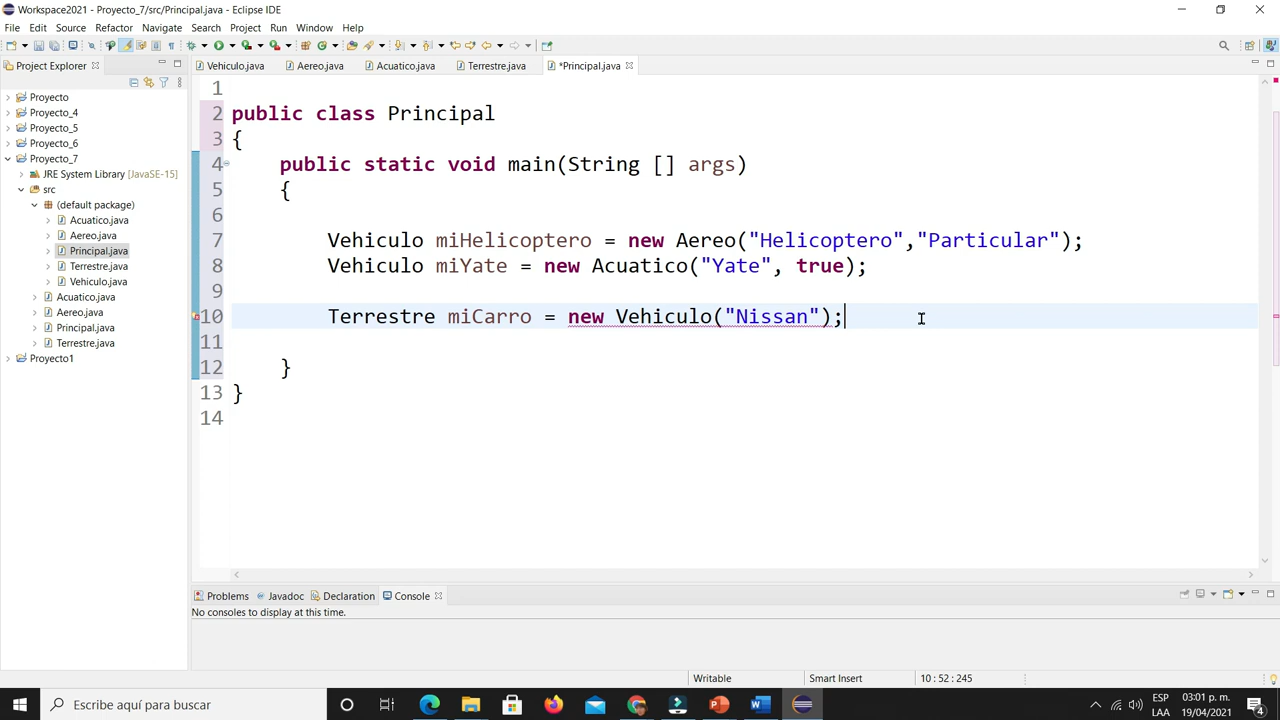 Workspace2021 - Proyecto_7/src/Principal.java - Eclipse IDE
File Edit Source Refactor Navigate Search Project Run Window Help
Project Explorer
Vehiculo.java Aereo.java Acuatico.java Terrestre.java *Principal.java
Proyecto
Proyecto_4
Proyecto_5
Proyecto_6
Proyecto_7
JRE System Library [JavaSE-15]
src
(default package)
Acuatico.java
Aereo.java
Principal.java
Terrestre.java
Vehiculo.java
Acuatico.java
Aereo.java
Principal.java
Terrestre.java
Proyecto1
1
2 public class Principal
3 {
4 public static void main(String [] args)
5 {
6
7 Vehiculo miHelicoptero = new Aereo("Helicoptero","Particular");
8 Vehiculo miYate = new Acuatico("Yate", true);
9
10 Terrestre miCarro = new Vehiculo("Nissan");
11
12 }
13 }
14
Problems Javadoc Declaration Console
No consoles to display at this time.
Writable Smart Insert 10 : 52 : 245
Escribe aquí para buscar
ESP 03:01 p. m.
LAA 19/04/2021
4